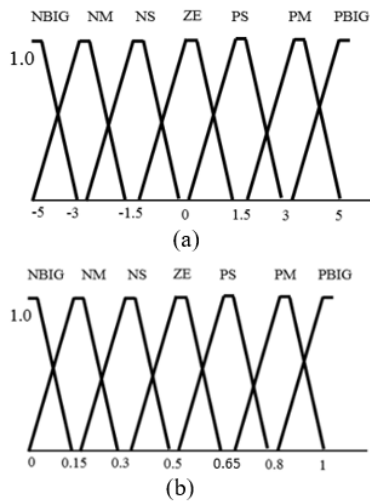 NBIG NM NS ZE PS PM PBIG
1.0
-5 -3 -1.5 0 1.5 3 5
(a)
NBIG NM NS ZE PS PM PBIG
1.0
0 0.15 0.3 0.5 0.65 0.8 1
(b)